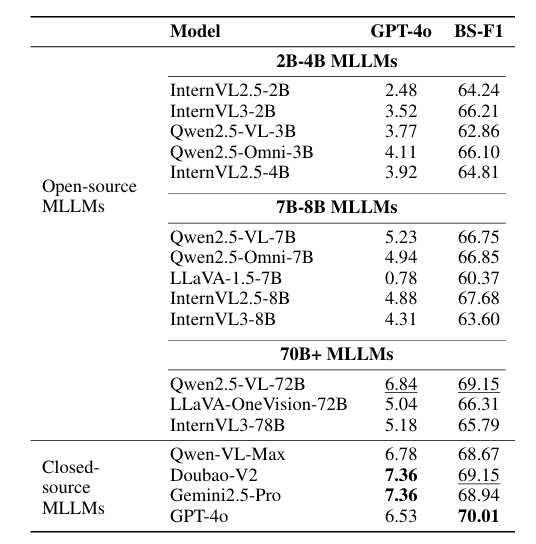 Model GPT-4o BS-F1
2B-4B MLLMs
InternVL2.5-2B 2.48 64.24
InternVL3-2B 3.52 66.21
Qwen2.5-VL-3B 3.77 62.86
Qwen2.5-Omni-3B 4.11 66.10
InternVL2.5-4B 3.92 64.81
Open-source
MLLMs
7B-8B MLLMs
Qwen2.5-VL-7B 5.23 66.75
Qwen2.5-Omni-7B 4.94 66.85
LLaVA-1.5-7B 0.78 60.37
InternVL2.5-8B 4.88 67.68
InternVL3-8B 4.31 63.60
70B+ MLLMs
Qwen2.5-VL-72B 6.84 69.15
LLaVA-OneVision-72B 5.04 66.31
InternVL3-78B 5.18 65.79
Closed-
source
MLLMs
Qwen-VL-Max 6.78 68.67
Doubao-V2 7.36 69.15
Gemini2.5-Pro 7.36 68.94
GPT-4o 6.53 70.01